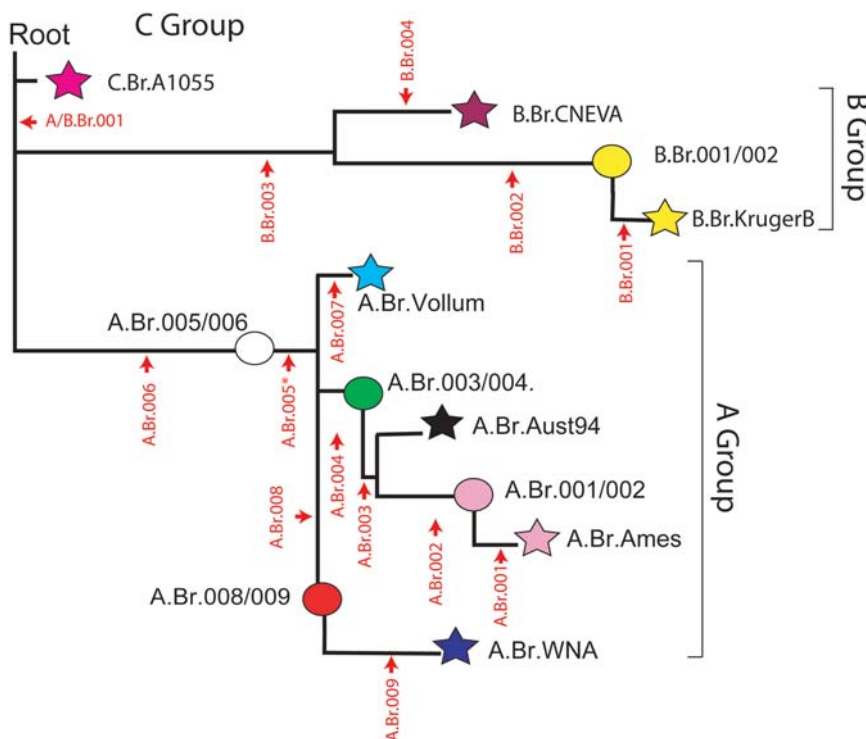 C Group
Root
C.Br.A1055
A/B.Br.001
B.Br.004
B.Br.CNEVA
B Group
B.Br.003
B.Br.002
B.Br.001/002
B.Br.KrugerB
B.Br.001
A.Br.Vollum
A.Br.005/006
A.Br.007
A.Br.006
A.Br.005*
A.Br.003/004.
A Group
A.Br.Aust94
A.Br.004
A.Br.003
A.Br.008
A.Br.001/002
A.Br.002
A.Br.001
A.Br.Ames
A.Br.008/009
A.Br.WNA
A.Br.009